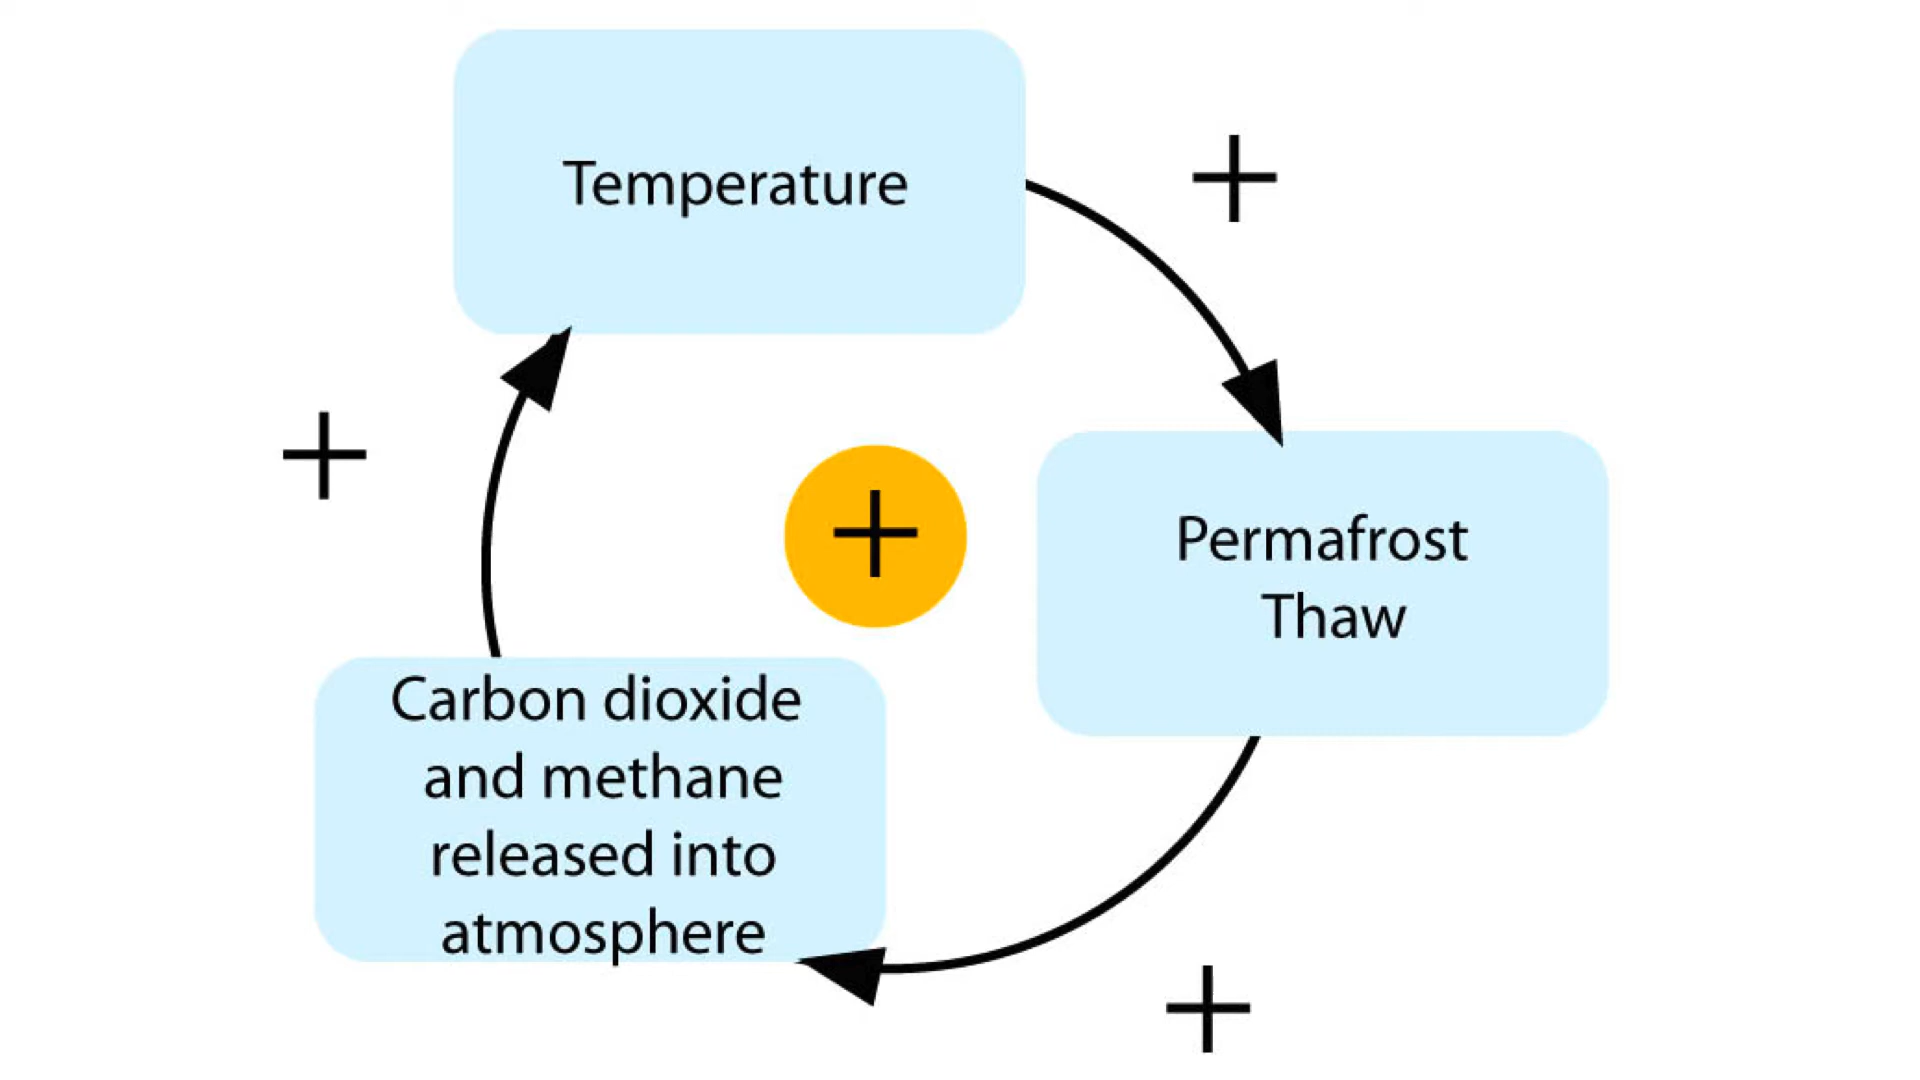 Temperature
+
+
+
Permafrost
Thaw
Carbon dioxide
and methane
released into
atmosphere
+